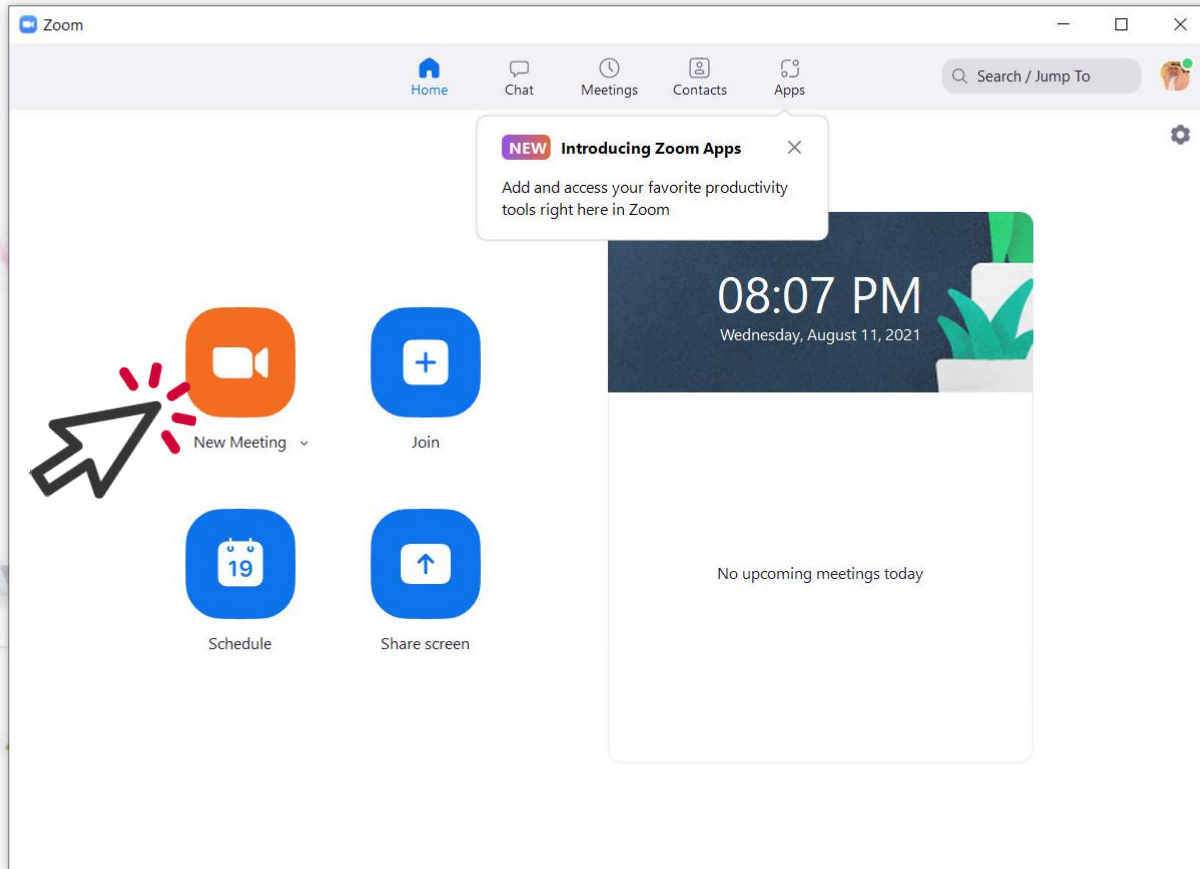 Zoom
Home
Chat
Meetings
Contacts
Apps
Search / Jump To
NEW Introducing Zoom Apps
Add and access your favorite productivity
tools right here in Zoom
08:07 PM
Wednesday, August 11, 2021
New Meeting
Join
19
Schedule
Share screen
No upcoming meetings today